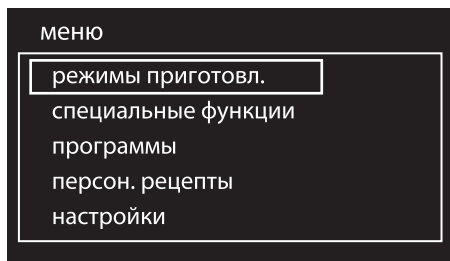 меню
режимы приготовл.
специальные функции
программы
персон. рецепты
настройки